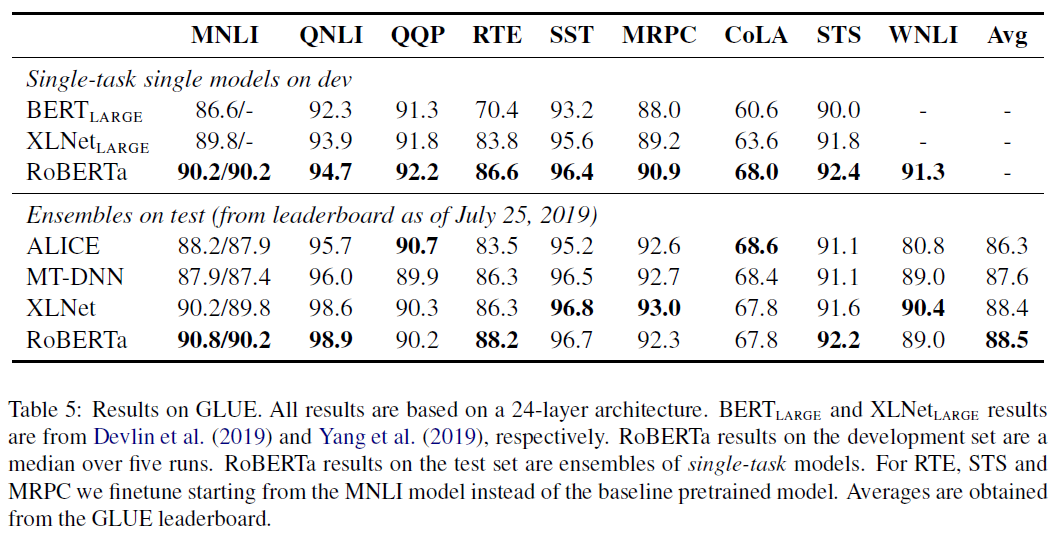 MNLI QNLI QQP RTE SST MRPC CoLA STS WNLI Avg
Single-task single models on dev
BERTLARGE 86.6/- 92.3 91.3 70.4 93.2 88.0 60.6 90.0 - -
XLNetLARGE 89.8/- 93.9 91.8 83.8 95.6 89.2 63.6 91.8 - -
RoBERTa 90.2/90.2 94.7 92.2 86.6 96.4 90.9 68.0 92.4 91.3 -
Ensembles on test (from leaderboard as of July 25, 2019)
ALICE 88.2/87.9 95.7 90.7 83.5 95.2 92.6 68.6 91.1 80.8 86.3
MT-DNN 87.9/87.4 96.0 89.9 86.3 96.5 92.7 68.4 91.1 89.0 87.6
XLNet 90.2/89.8 98.6 90.3 86.3 96.8 93.0 67.8 91.6 90.4 88.4
RoBERTa 90.8/90.2 98.9 90.2 88.2 96.7 92.3 67.8 92.2 89.0 88.5
Table 5: Results on GLUE. All results are based on a 24-layer architecture. BERTLARGE and XLNetLARGE results
are from Devlin et al. (2019) and Yang et al. (2019), respectively. RoBERTa results on the development set are a
median over five runs. RoBERTa results on the test set are ensembles of single-task models. For RTE, STS and
MRPC we finetune starting from the MNLI model instead of the baseline pretrained model. Averages are obtained
from the GLUE leaderboard.